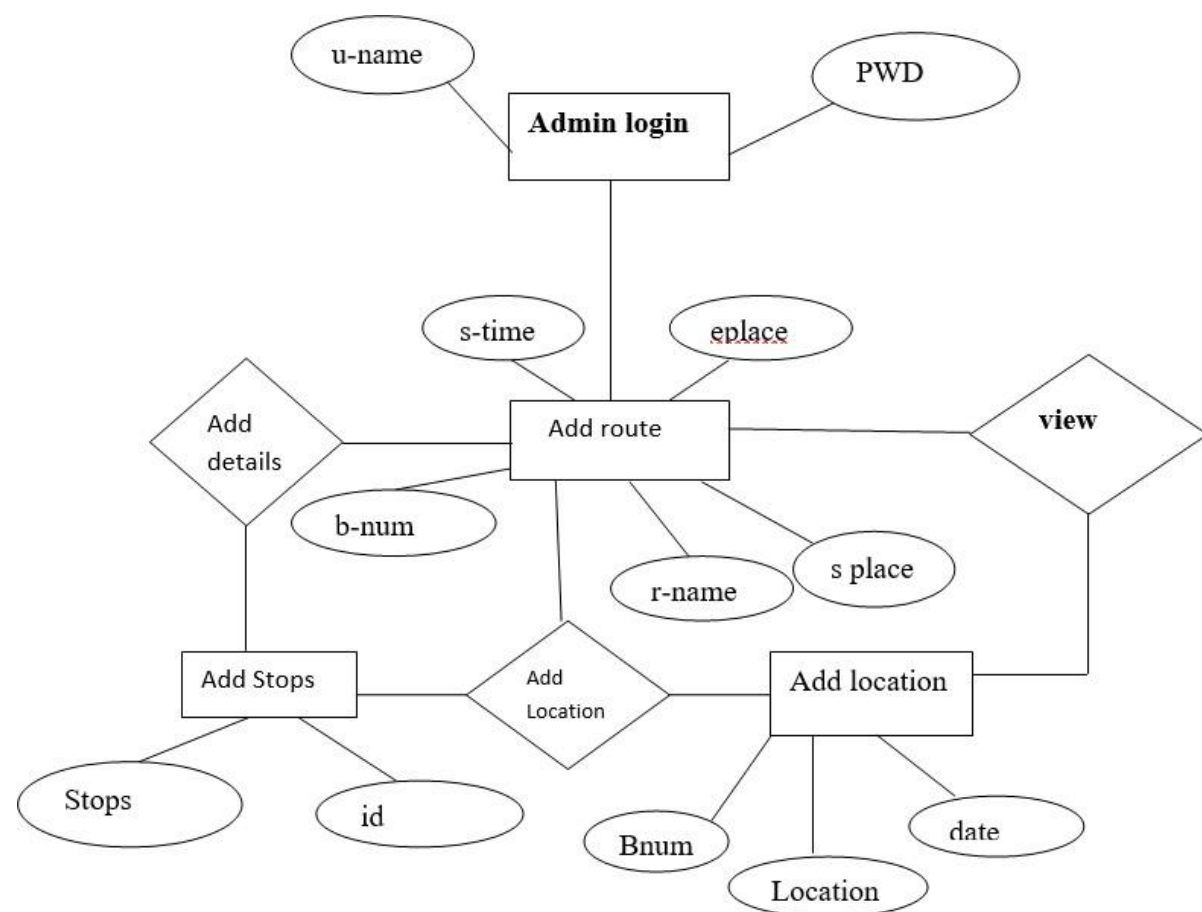 u-name
PWD
Admin login
s-time
eplace
Add
details
Add route
view
b-num
r-name
s place
Add Stops
Add
Location
Add location
Stops
id
Bnum
Location
date